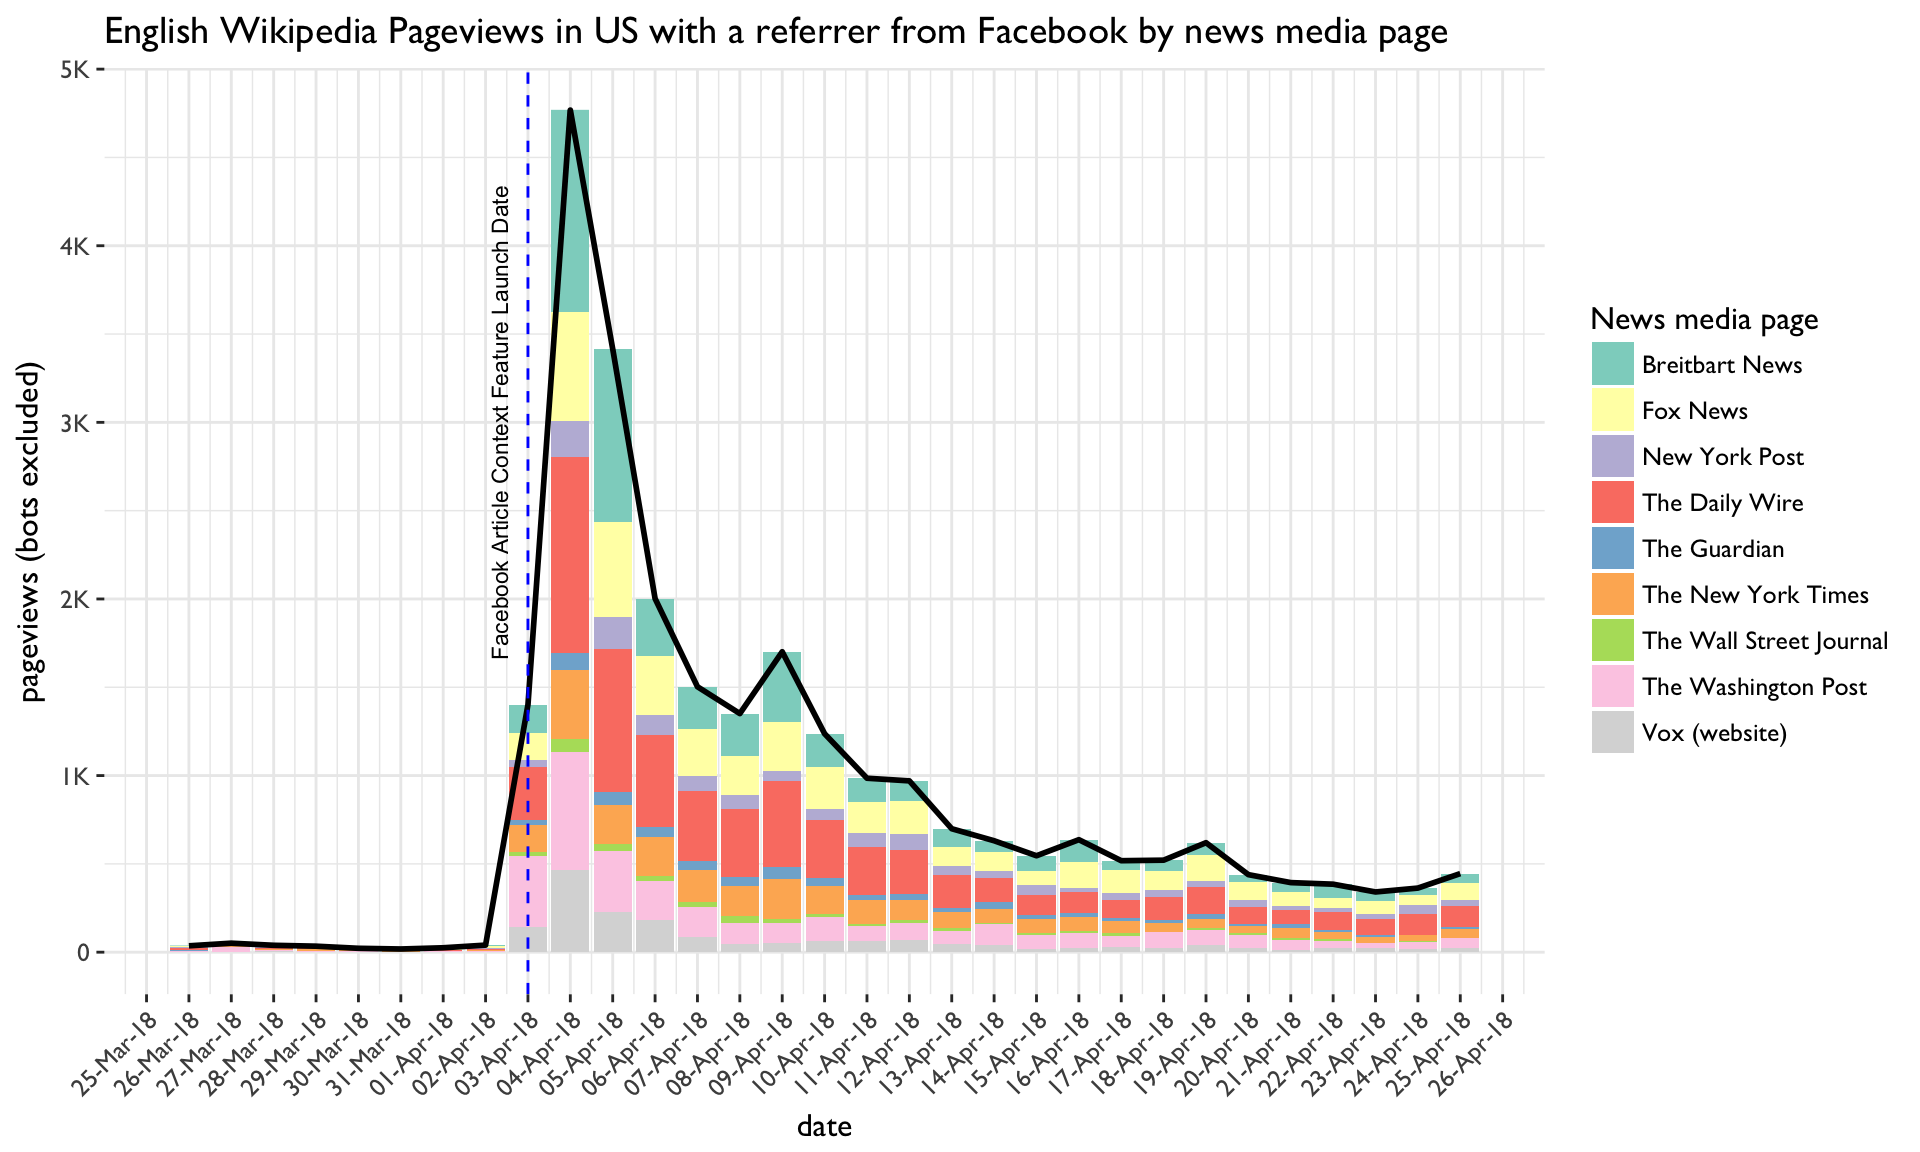 English Wikipedia Pageviews in US with a referrer from Facebook by news media page
pageviews (bots excluded)
5K
4K
3K
2K
1K
0
Facebook Article Context Feature Launch Date
25-Mar-18
26-Mar-18
27-Mar-18
28-Mar-18
29-Mar-18
30-Mar-18
31-Mar-18
01-Apr-18
02-Apr-18
03-Apr-18
04-Apr-18
05-Apr-18
06-Apr-18
07-Apr-18
08-Apr-18
09-Apr-18
10-Apr-18
11-Apr-18
12-Apr-18
13-Apr-18
14-Apr-18
15-Apr-18
16-Apr-18
17-Apr-18
18-Apr-18
19-Apr-18
20-Apr-18
21-Apr-18
22-Apr-18
23-Apr-18
24-Apr-18
25-Apr-18
26-Apr-18
date
News media page
Breitbart News
Fox News
New York Post
The Daily Wire
The Guardian
The New York Times
The Wall Street Journal
The Washington Post
Vox (website)